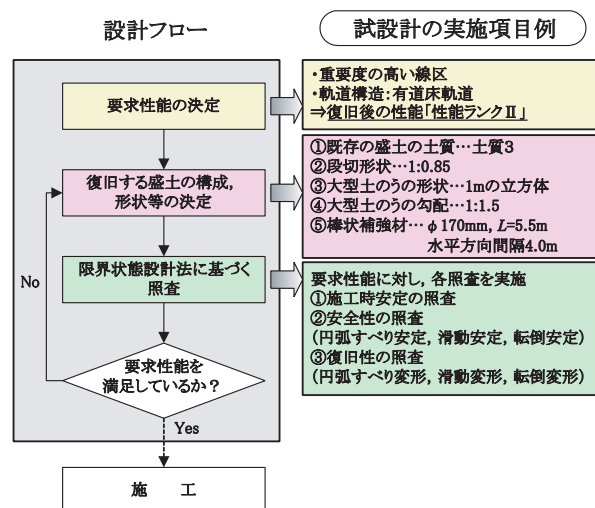 設計フロー
試設計の実施項目例
要求性能の決定
・重要度の高い線区
・軌道構造：有道床軌道
⇒復旧後の性能「性能ランクⅡ」
復旧する盛土の構成，
形状等の決定
①既存の盛土の土質…土質3
②段切形状…1:0.85
③大型土のうの形状…1mの立方体
④大型土のうの勾配…1:1.5
⑤棒状補強材…φ170mm, L=5.5m
水平方向間隔4.0m
限界状態設計法に基づく
照査
要求性能に対し，各照査を実施
①施工時安定の照査
②安全性の照査
(円弧すべり安定，滑動安定，転倒安定)
③復旧性の照査
(円弧すべり変形，滑動変形，転倒変形)
No
要求性能を
満足しているか？
Yes
施　工